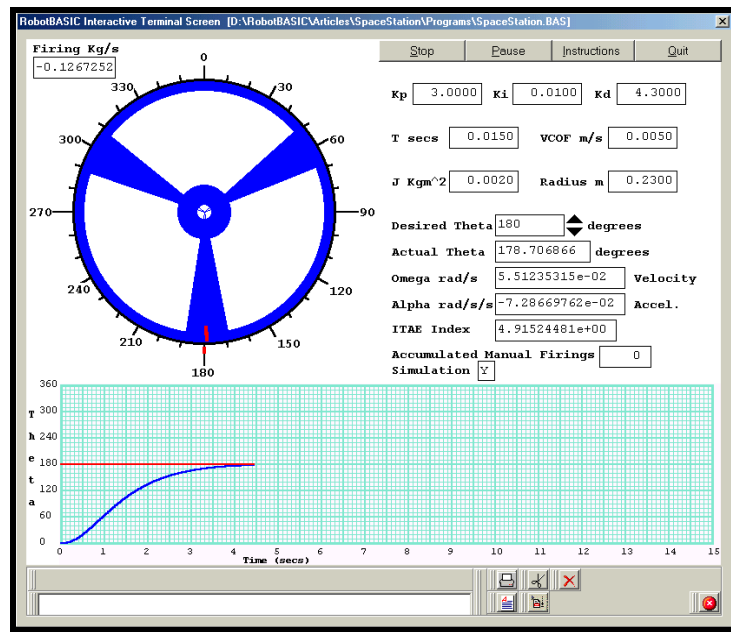 RobotBASIC Interactive Terminal Screen [D:\RobotBASIC\Articles\SpaceStation\Programs\SpaceStation.BAS]
Firing Kg/s
-0.1267252
Stop Pause Instructions Quit
0
30
60
90
120
150
180
210
240
270
300
330
Kp 3.0000 Ki 0.0100 Kd 4.3000
T secs 0.0150 VCOF m/s 0.0050
J Kgm^2 0.0020 Radius m 0.2300
Desired Theta 180 degrees
Actual Theta 178.706866 degrees
Omega rad/s 5.51235315e-02 Velocity
Alpha rad/s/s -7.28669762e-02 Accel.
ITAE Index 4.91524481e+00
Accumulated Manual Firings 0
Simulation Y
Theta
360
300
240
180
120
60
0
0 1 2 3 4 5 6 7 8 9 10 11 12 13 14 15
Time (secs)